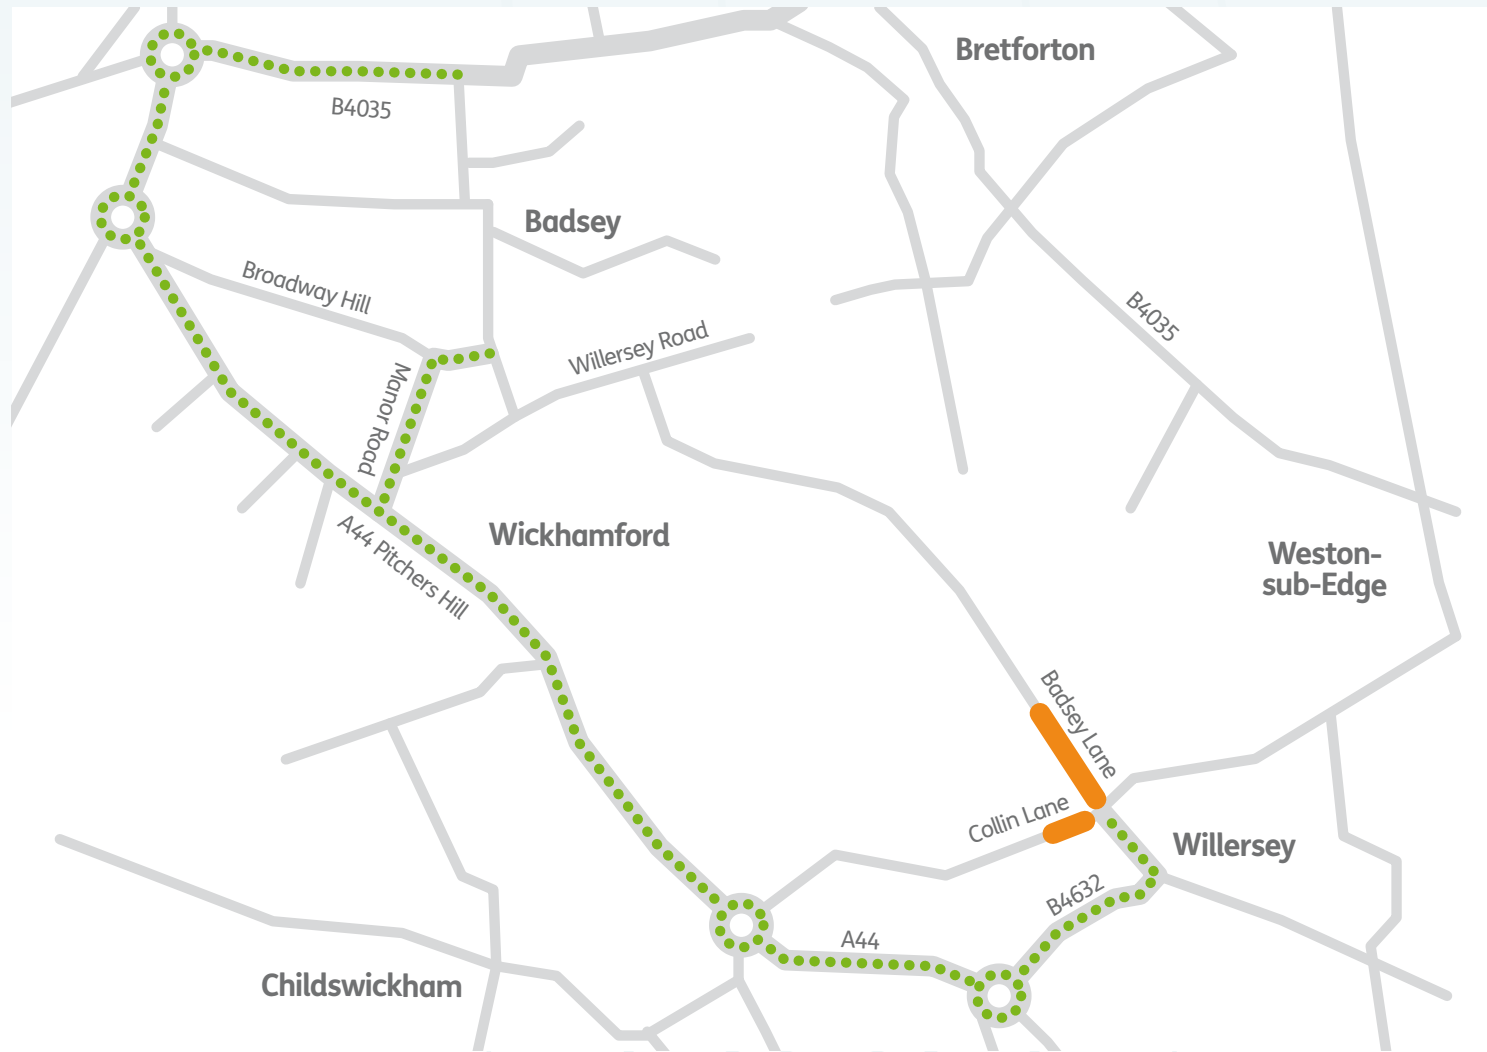 Bretforton
B4035
Badsey
Broadway Hill
B4035
Willersey Road
Manor Road
Wickhamford
A44 Pitchers Hill
Weston-
sub-Edge
Badsey Lane
Collin Lane
Willersey
B4632
A44
Childswickham